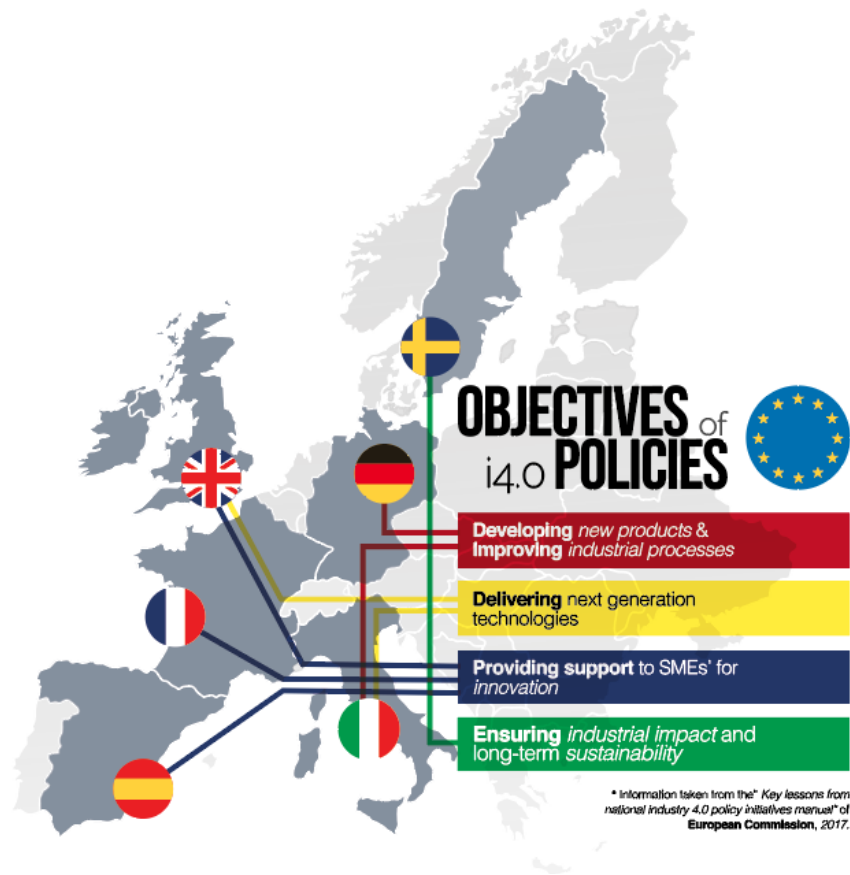 OBJECTIVES of
i4.0 POLICIES
Developing new products &
Improving industrial processes
Delivering next generation
technologies
Providing support to SMEs' for
innovation
Ensuring industrial impact and
long-term sustainability
* Information taken from the" Key lessons from
national industry 4.0 policy initiatives manual" of
European Commission, 2017.